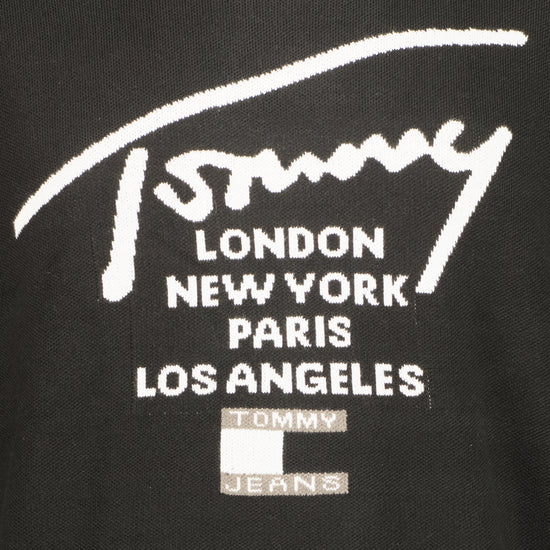 Tommy
LONDON
NEW YORK
PARIS
LOS ANGELES
TOMMY
JEANS